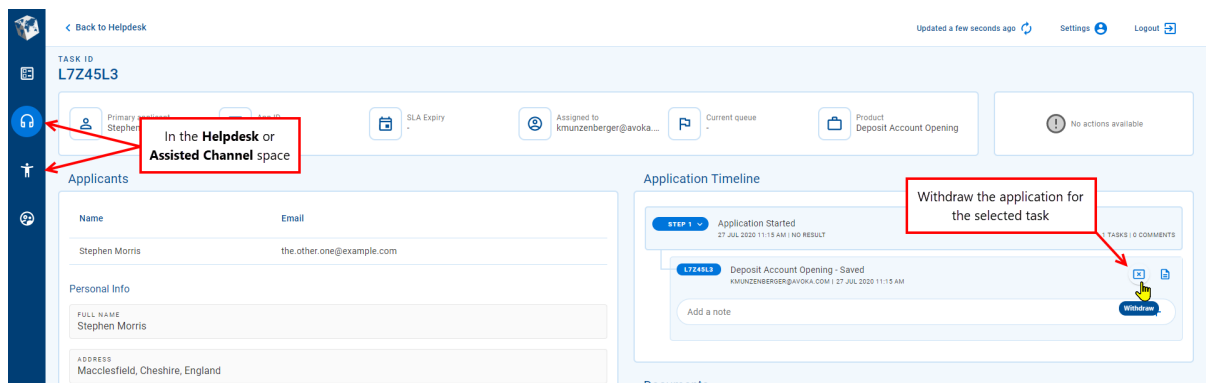 Back to Helpdesk
Updated a few seconds ago
Settings
Logout
TASK ID
L7Z45L3
Primary applicant
Stephen
App ID
SLA Expiry
-
Assigned to
kmunzenberger@avoka...
Current queue
-
Product
Deposit Account Opening
No actions available
In the Helpdesk or
Assisted Channel space
Applicants
Name
Email
Stephen Morris
the.other.one@example.com
Personal Info
FULL NAME
Stephen Morris
ADDRESS
Macclesfield, Cheshire, England
Application Timeline
Withdraw the application for
the selected task
STEP 1
Application Started
27 JUL 2020 11:15 AM | NO RESULT
1 TASKS | 0 COMMENTS
L7Z45L3
Deposit Account Opening - Saved
KMUNZENBERGER@AVOKA.COM | 27 JUL 2020 11:15 AM
Add a note
Withdraw